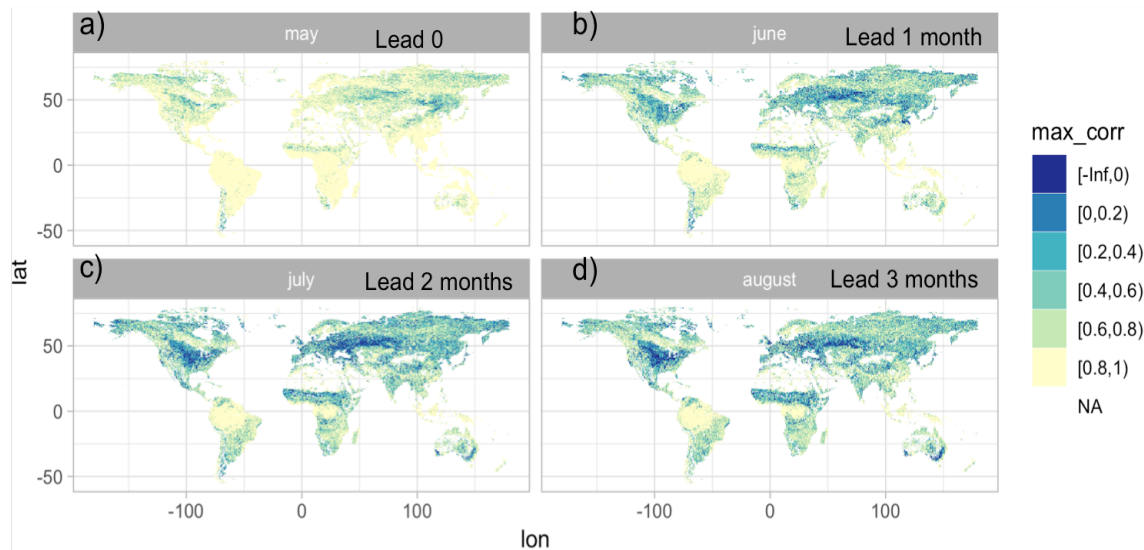 a) may Lead 0
b) june Lead 1 month
50
0
-50
c) july Lead 2 months
d) august Lead 3 months
50
0
-50
lat
-100 0 100
-100 0 100
lon
max_corr
[-Inf,0)
[0,0.2)
[0.2,0.4)
[0.4,0.6)
[0.6,0.8)
[0.8,1)
NA